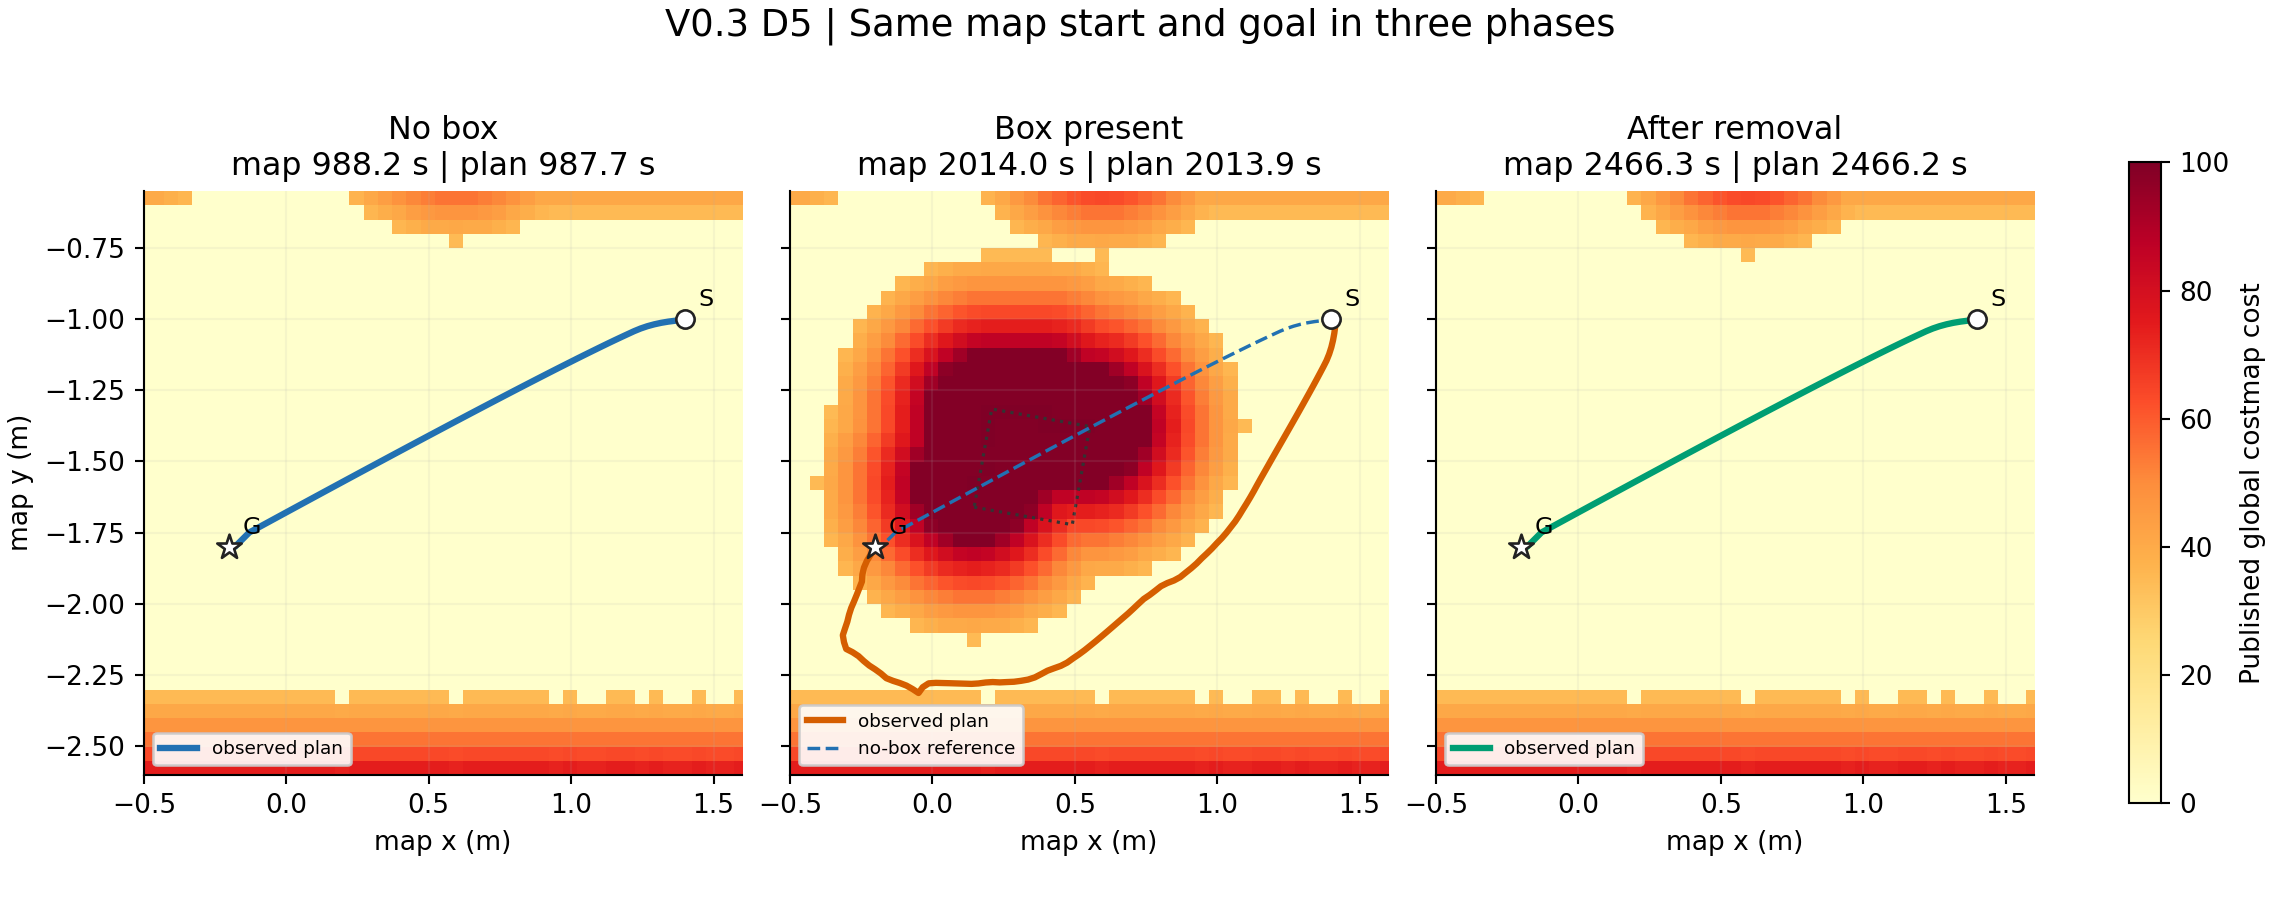 V0.3 D5 | Same map start and goal in three phases
No box
map 988.2 s | plan 987.7 s
Box present
map 2014.0 s | plan 2013.9 s
After removal
map 2466.3 s | plan 2466.2 s
map y (m)
−0.75
−1.00
−1.25
−1.50
−1.75
−2.00
−2.25
−2.50
S
G
observed plan
−0.5
0.0
0.5
1.0
1.5
map x (m)
S
G
observed plan
no-box reference
−0.5
0.0
0.5
1.0
1.5
map x (m)
S
G
observed plan
−0.5
0.0
0.5
1.0
1.5
map x (m)
100
80
60
40
20
0
Published global costmap cost